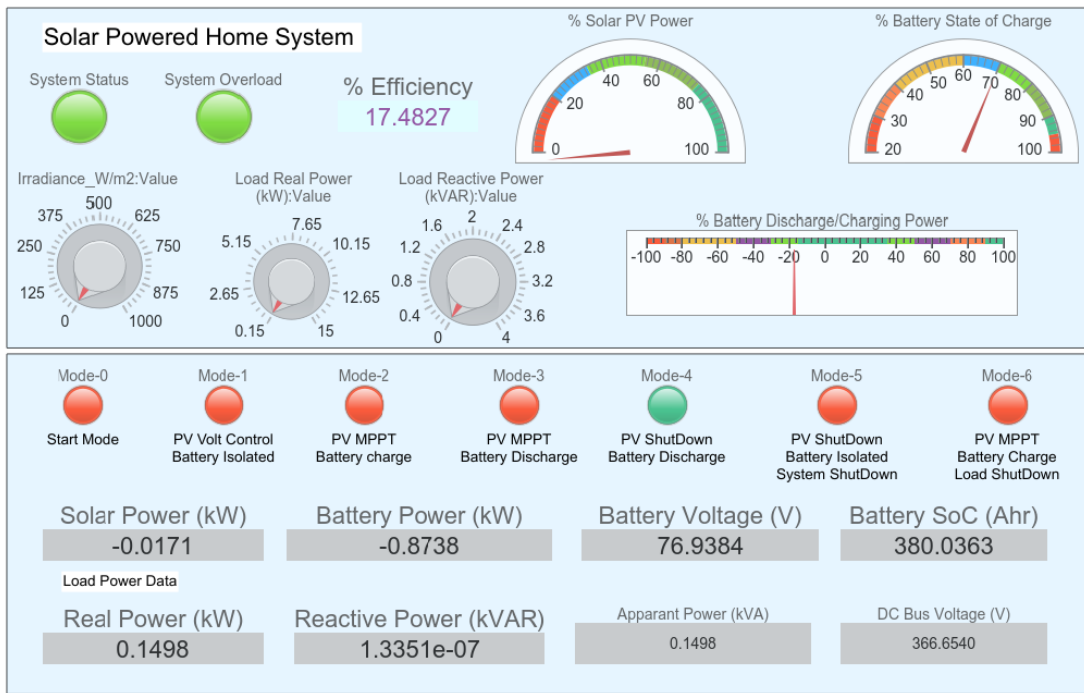 Solar Powered Home System
% Solar PV Power
% Battery State of Charge
System Status
System Overload
% Efficiency
17.4827
0
20
40
60
80
100
20
30
40
50
60
70
80
90
100
Irradiance_W/m2:Value
0
125
250
375
500
625
750
875
1000
Load Real Power
(kW):Value
0.15
2.65
5.15
7.65
10.15
12.65
15
Load Reactive Power
(kVAR):Value
0
0.4
0.8
1.2
1.6
2
2.4
2.8
3.2
3.6
4
% Battery Discharge/Charging Power
-100 -80 -60 -40 -20 0 20 40 60 80 100
Mode-0
Start Mode
Mode-1
PV Volt Control
Battery Isolated
Mode-2
PV MPPT
Battery charge
Mode-3
PV MPPT
Battery Discharge
Mode-4
PV ShutDown
Battery Discharge
Mode-5
PV ShutDown
Battery Isolated
System ShutDown
Mode-6
PV MPPT
Battery Charge
Load ShutDown
Solar Power (kW)
-0.0171
Battery Power (kW)
-0.8738
Battery Voltage (V)
76.9384
Battery SoC (Ahr)
380.0363
Load Power Data
Real Power (kW)
0.1498
Reactive Power (kVAR)
1.3351e-07
Apparant Power (kVA)
0.1498
DC Bus Voltage (V)
366.6540